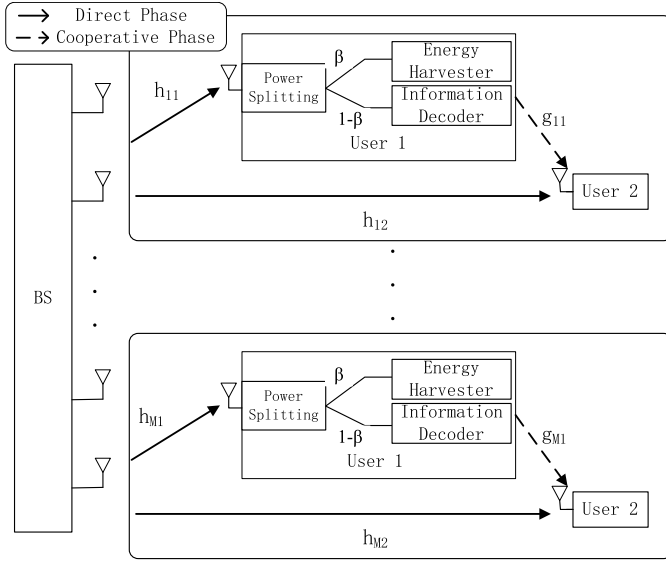 Direct Phase
Cooperative Phase
BS
h11
Power
Splitting
β
1-β
Energy
Harvester
Information
Decoder
User 1
g11
User 2
h12
hM1
Power
Splitting
β
1-β
Energy
Harvester
Information
Decoder
User 1
gM1
User 2
hM2